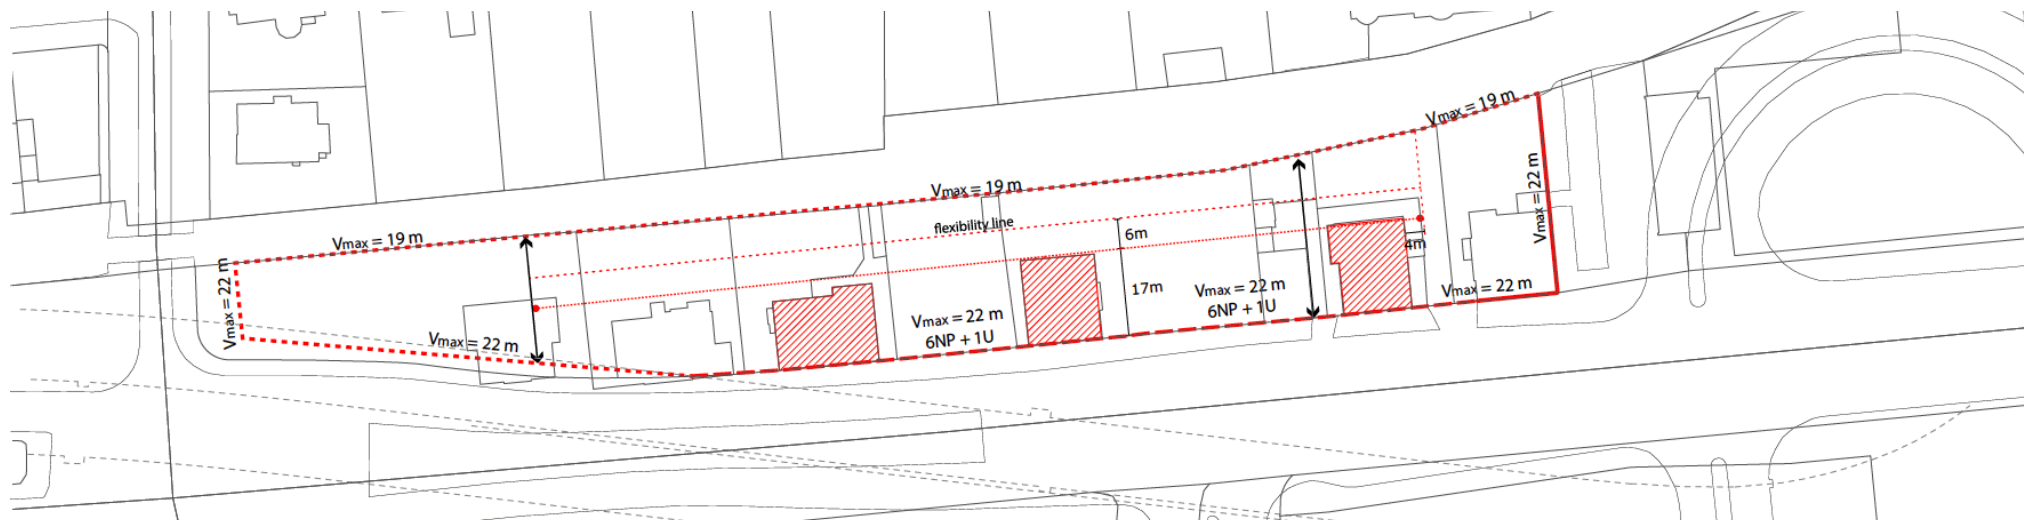 Vmax = 19 m
Vmax = 19 m
Vmax = 19 m
Vmax = 22 m
flexibility line
6m
4m
Vmax = 22 m
Vmax = 22 m
17m
Vmax = 22 m
6NP + 1U
Vmax = 22 m
Vmax = 22 m
6NP + 1U
Vmax = 22 m